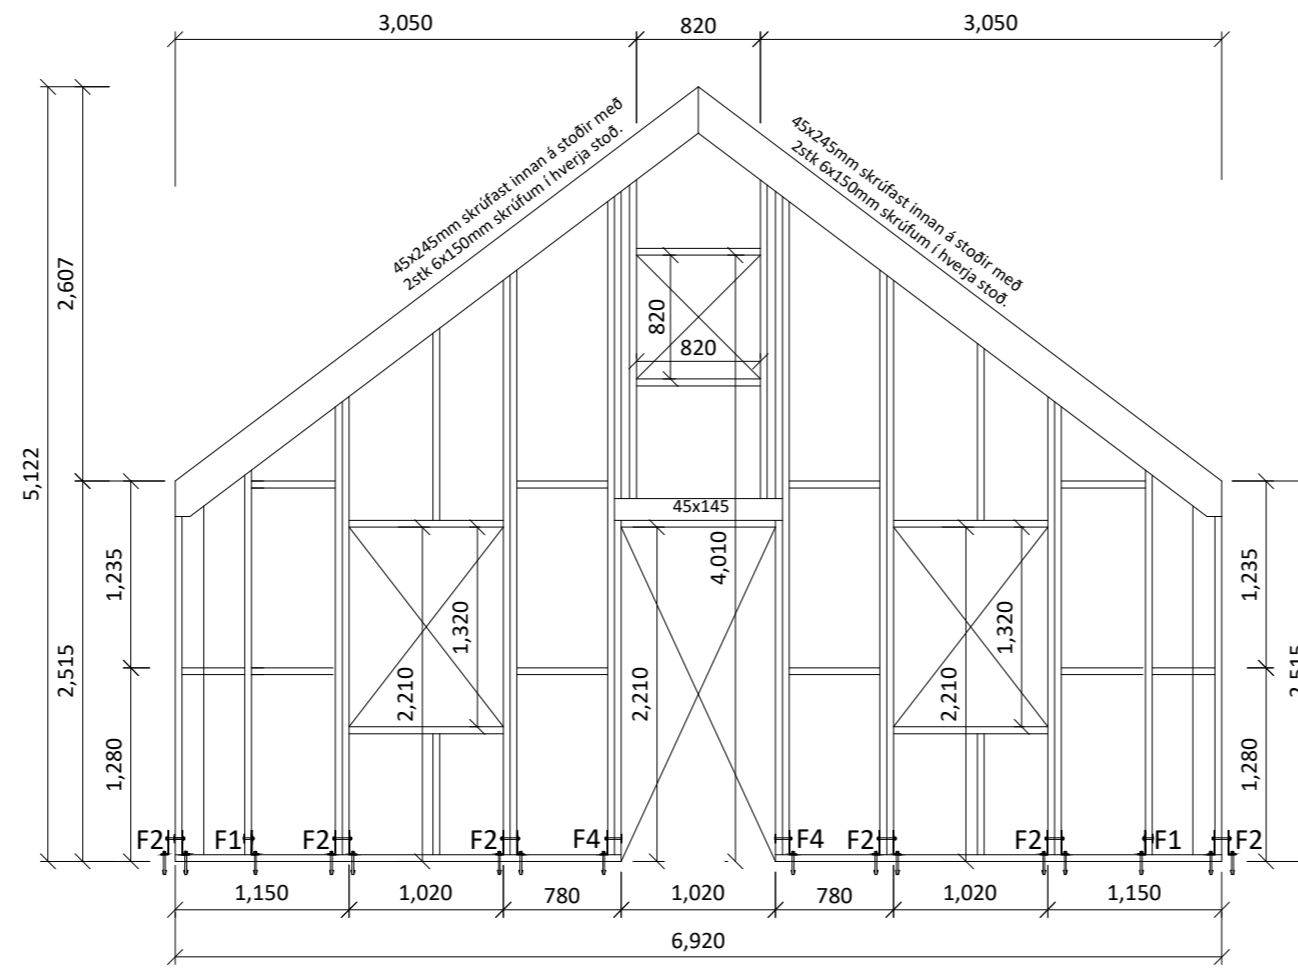 3,050
820
3,050
45x245mm skrúfast innan á stoðir með
2stk 6x150mm skrúfum í hverja stoð.
45x245mm skrúfast innan á stoðir með
2stk 6x150mm skrúfum í hverja stoð.
2,607
5,122
2,515
1,235
1,280
820
820
45x145
4,010
1,320
2,210
2,210
1,320
2,210
1,235
1,280
2,515
F2
F1
F2
F2
F4
F4
F2
F2
F1
F2
1,150
1,020
780
1,020
780
1,020
1,150
6,920